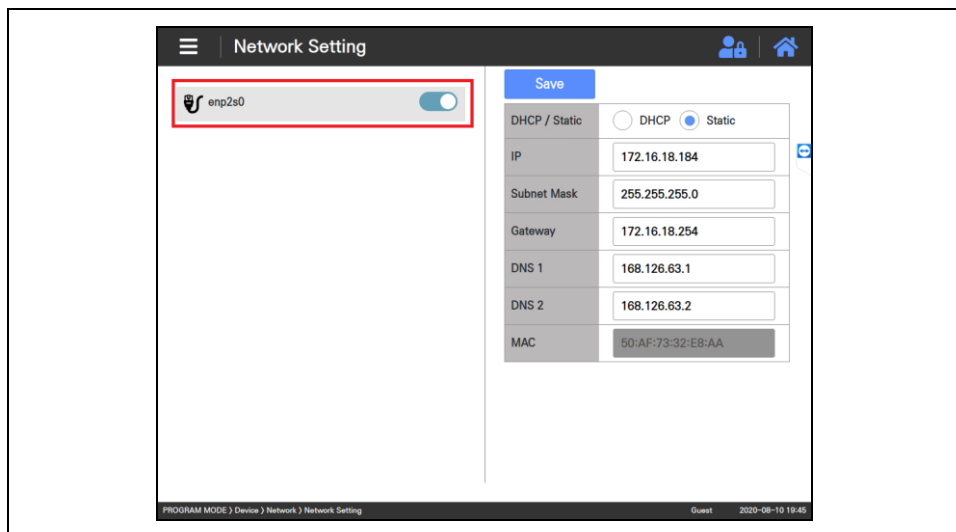 Network Setting
enp2s0
Save
DHCP / Static DHCP Static
IP 172.16.18.184
Subnet Mask 255.255.255.0
Gateway 172.16.18.254
DNS 1 168.126.63.1
DNS 2 168.126.63.2
MAC 50:AF:73:32:E8:AA
PROGRAM MODE 〉 Device 〉 Network 〉 Network Setting Guest 2020-08-10 19:45